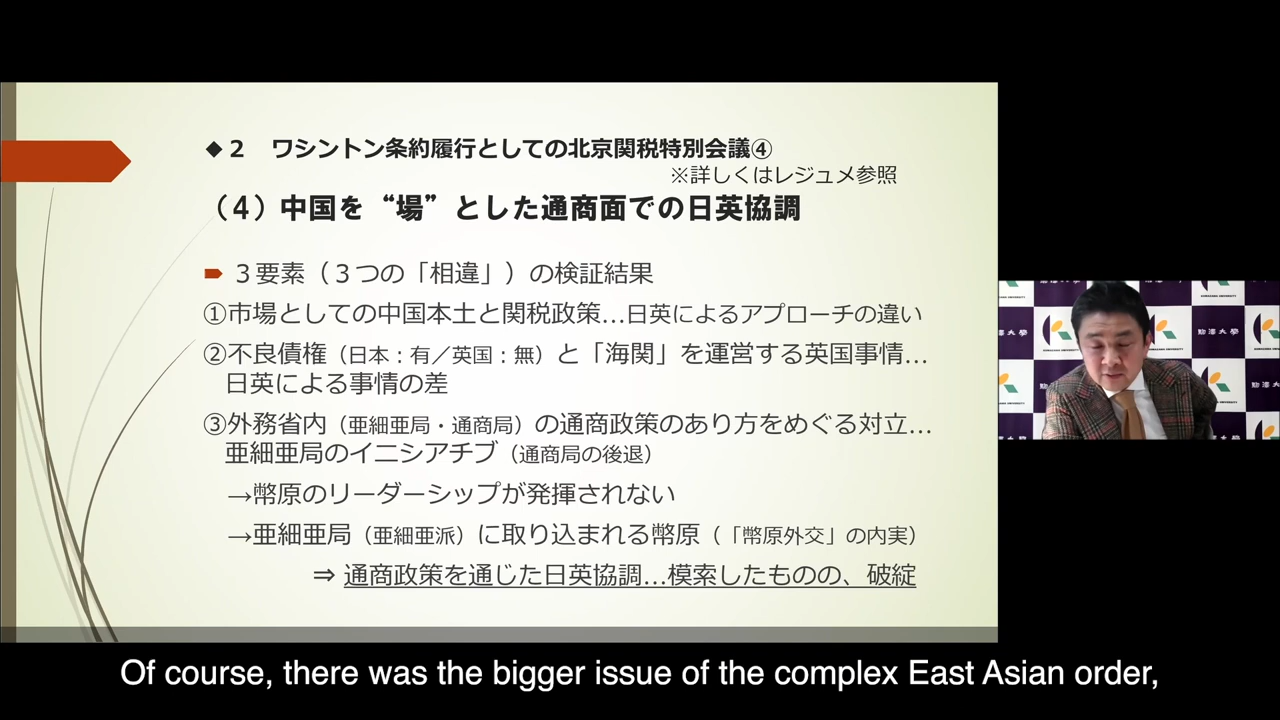 ◆２　ワシントン条約履行としての北京関税特別会議④
※詳しくはレジュメ参照
（４）中国を“場”とした通商面での日英協調
３要素（３つの「相違」）の検証結果
①市場としての中国本土と関税政策…日英によるアプローチの違い
②不良債権（日本：有／英国：無）と「海関」を運営する英国事情…
日英による事情の差
③外務省内（亜細亜局・通商局）の通商政策のあり方をめぐる対立…
亜細亜局のイニシアチブ（通商局の後退）
→幣原のリーダーシップが発揮されない
→亜細亜局（亜細亜派）に取り込まれる幣原（「幣原外交」の内実）
⇒ 通商政策を通じた日英協調…模索したものの、破綻
駒澤大學
KOMAZAWA UNIVERSITY
Of course, there was the bigger issue of the complex East Asian order,